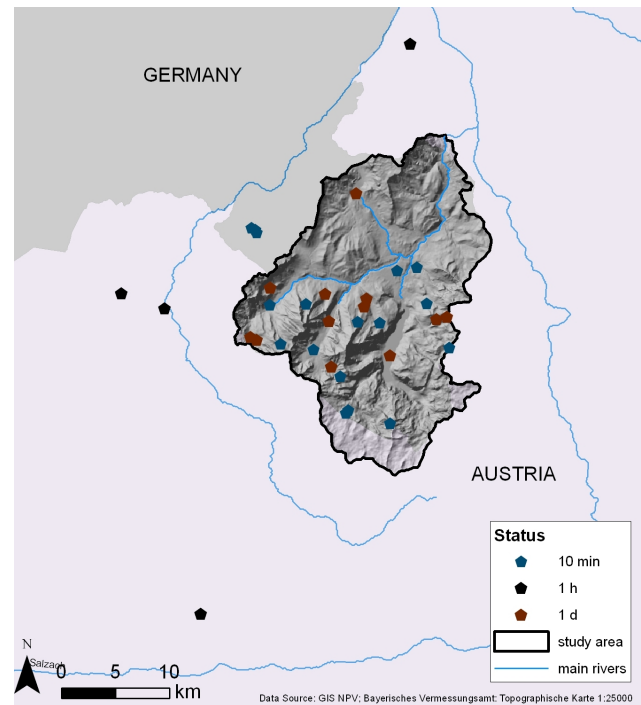 GERMANY
AUSTRIA
Status
10 min
1 h
1 d
study area
main rivers
N
Salzach
0 5 10
km
Data Source: GIS NPV; Bayerisches Vermessungsamt: Topographische Karte 1:25000